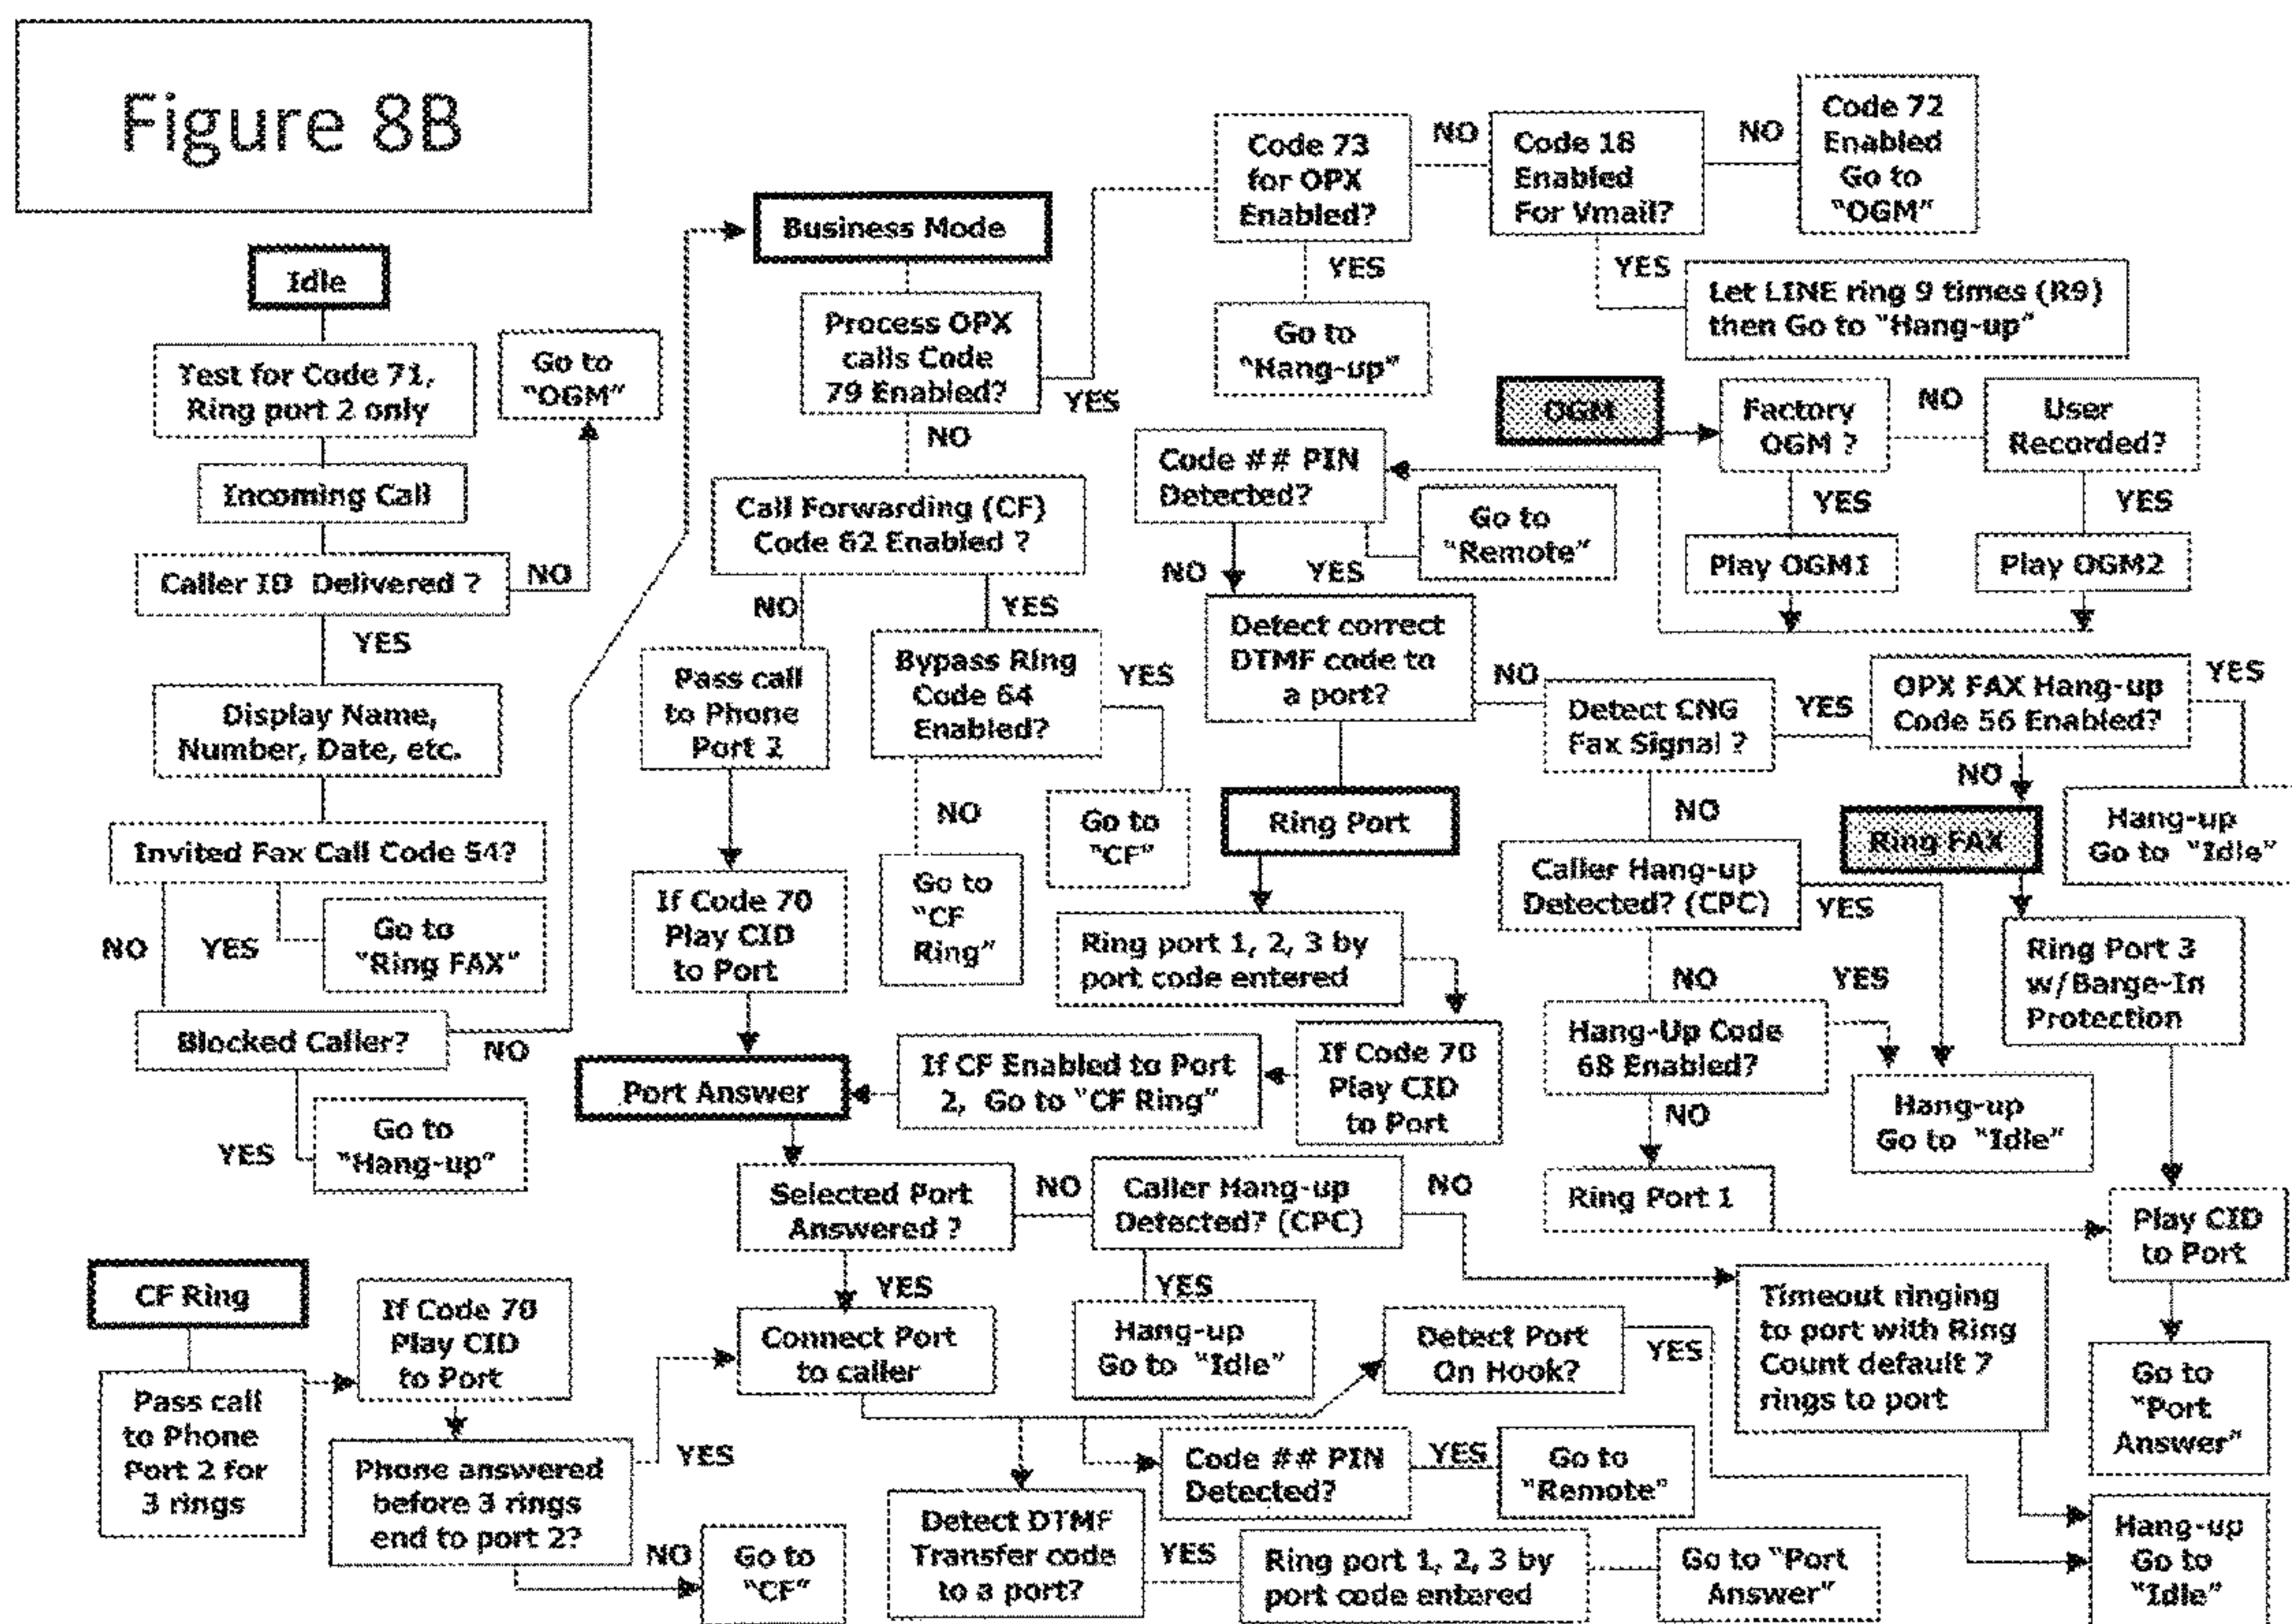 Figure 8B
Idle
Test for Code 71,
Ring port 2 only
Incoming Call
Caller ID Delivered ?
NO
Go to
"OGM"
YES
Display Name,
Number, Date, etc.
Invited Fax Call Code 54?
NO
YES
Go to
"Ring FAX"
Blocked Caller?
NO
YES
Go to
"Hang-up"
Business Mode
Process OPX
calls Code
79 Enabled?
YES
NO
Code 73
for OPX
Enabled?
NO
YES
Go to
"Hang-up"
Code 18
Enabled
For Vmail?
NO
YES
Code 72
Enabled
Go to
"OGM"
Let LINE ring 9 times (R9)
then Go to "Hang-up"
Call Forwarding (CF)
Code 62 Enabled ?
NO
YES
Pass call
to Phone
Port 2
If Code 70
Play CID
to Port
Bypass Ring
Code 64
Enabled?
YES
NO
Go to
"CF"
Go to
"CF
Ring"
OGM
Factory
OGM ?
NO
YES
User
Recorded?
YES
Play OGM1
Play OGM2
Code ## PIN
Detected?
NO
YES
Go to
"Remote"
Detect correct
DTMF code to
a port?
NO
Ring Port
Ring port 1, 2, 3 by
port code entered
If Code 70
Play CID
to Port
If CF Enabled to Port
2, Go to "CF Ring"
Detect CNG
Fax Signal ?
YES
NO
OPX FAX Hang-up
Code 56 Enabled?
YES
NO
Hang-up
Go to "Idle"
Ring FAX
Ring Port 3
w/Barge-In
Protection
Caller Hang-up
Detected? (CPC)
YES
NO
YES
Hang-Up Code
68 Enabled?
NO
Hang-up
Go to "Idle"
Ring Port 1
Play CID
to Port
Go to
"Port
Answer"
Port Answer
Selected Port
Answered ?
NO
YES
Caller Hang-up
Detected? (CPC)
NO
YES
Hang-up
Go to "Idle"
Timeout ringing
to port with Ring
Count default 7
rings to port
Connect Port
to caller
Detect Port
On Hook?
YES
Code ## PIN
Detected?
YES
Go to
"Remote"
Detect DTMF
Transfer code
to a port?
YES
Ring port 1, 2, 3 by
port code entered
Go to "Port
Answer"
Hang-up
Go to
"Idle"
CF Ring
Pass call
to Phone
Port 2 for
3 rings
If Code 70
Play CID
to Port
Phone answered
before 3 rings
end to port 2?
YES
NO
Go to
"CF"